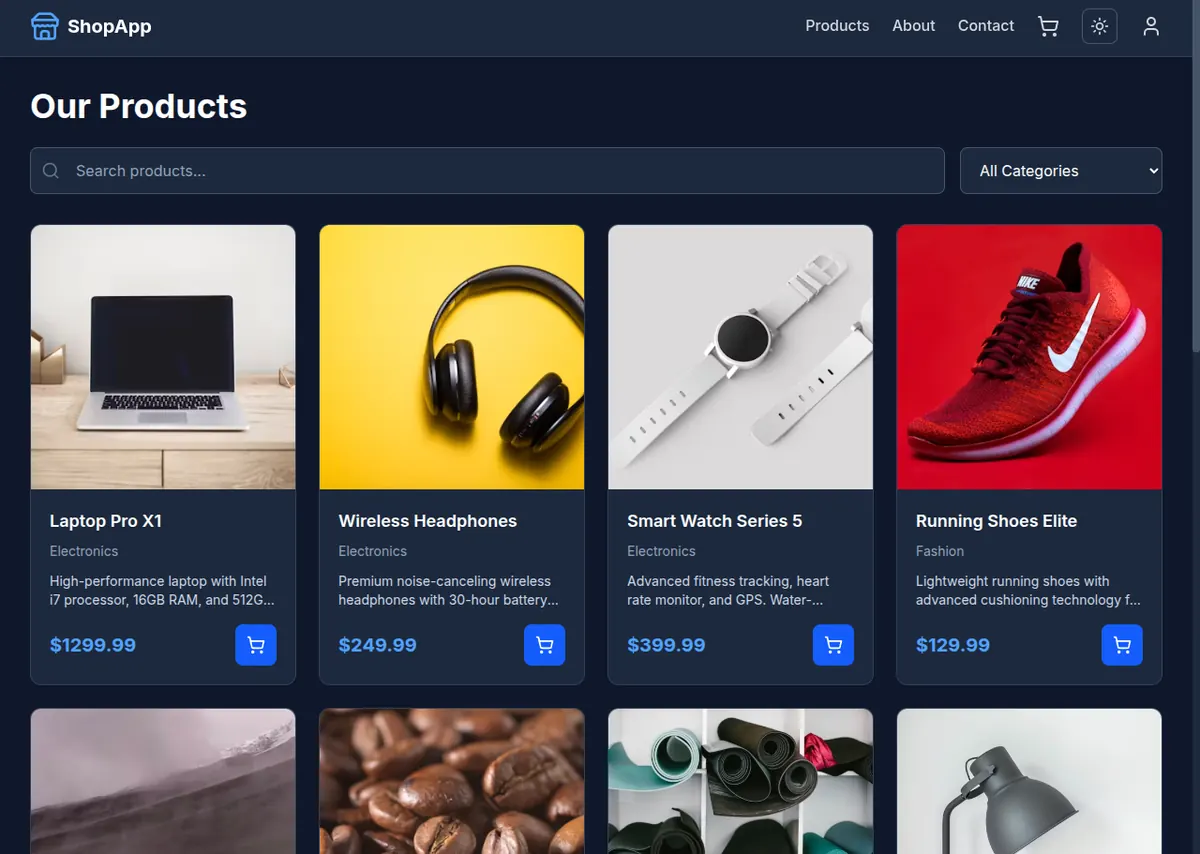 ShopApp
Products About Contact
Our Products
Search products...
All Categories
NIKE
Laptop Pro X1
Electronics
High-performance laptop with Intel
i7 processor, 16GB RAM, and 512G...
$1299.99
Wireless Headphones
Electronics
Premium noise-canceling wireless
headphones with 30-hour battery...
$249.99
Smart Watch Series 5
Electronics
Advanced fitness tracking, heart
rate monitor, and GPS. Water-...
$399.99
Running Shoes Elite
Fashion
Lightweight running shoes with
advanced cushioning technology f...
$129.99